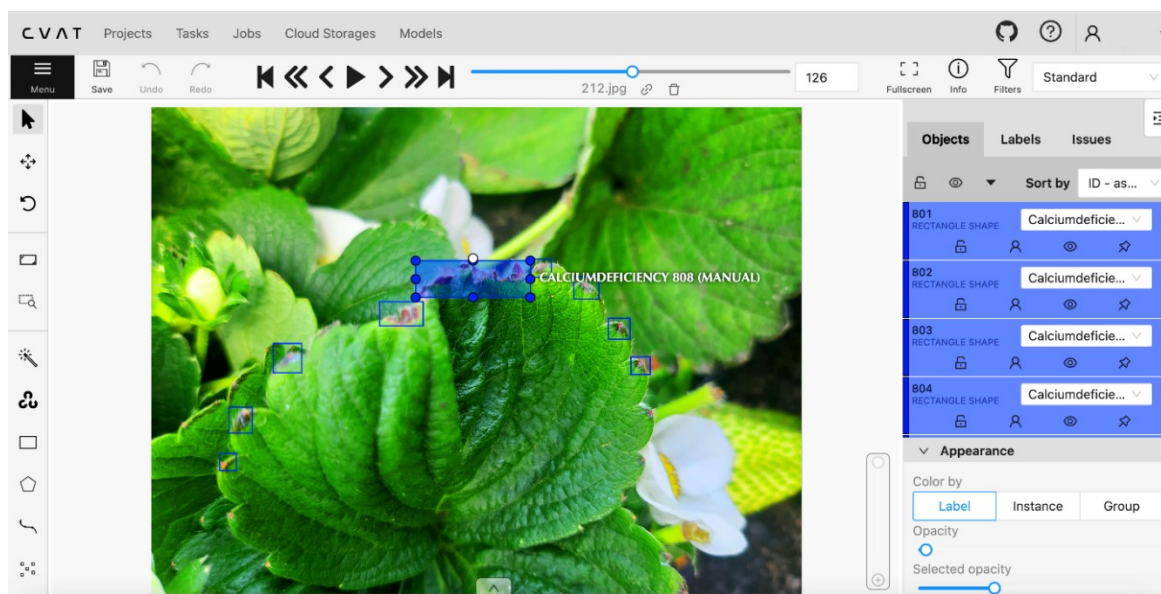 CVAT Projects Tasks Jobs Cloud Storages Models
Menu Save Undo Redo 212.jpg 126 Fullscreen Info Filters Standard
Objects Labels Issues
Sort by ID - as...
801 Calciumdeficie...
RECTANGLE SHAPE
802 Calciumdeficie...
RECTANGLE SHAPE
803 Calciumdeficie...
RECTANGLE SHAPE
804 Calciumdeficie...
RECTANGLE SHAPE
CALCIUMDEFICIENCY 808 (MANUAL)
Appearance
Color by
Label Instance Group
Opacity
Selected opacity